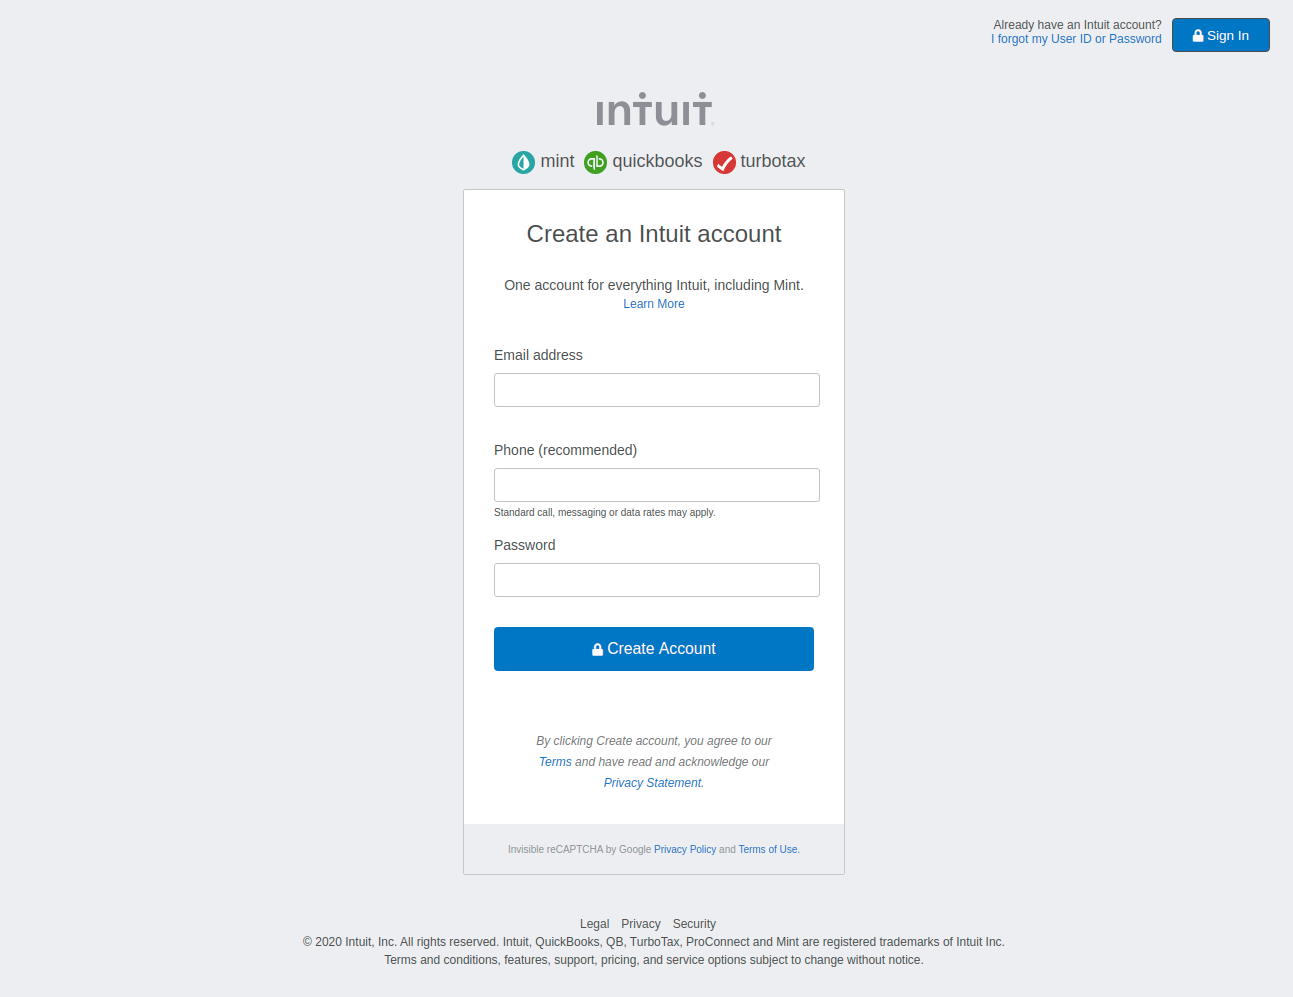 Already have an Intuit account?
I forgot my User ID or Password
Sign In
intuit
mint quickbooks turbotax
Create an Intuit account
One account for everything Intuit, including Mint.
Learn More
Email address
Phone (recommended)
Standard call, messaging or data rates may apply.
Password
Create Account
By clicking Create account, you agree to our
Terms and have read and acknowledge our
Privacy Statement.
Invisible reCAPTCHA by Google Privacy Policy and Terms of Use.
Legal Privacy Security
© 2020 Intuit, Inc. All rights reserved. Intuit, QuickBooks, QB, TurboTax, ProConnect and Mint are registered trademarks of Intuit Inc.
Terms and conditions, features, support, pricing, and service options subject to change without notice.